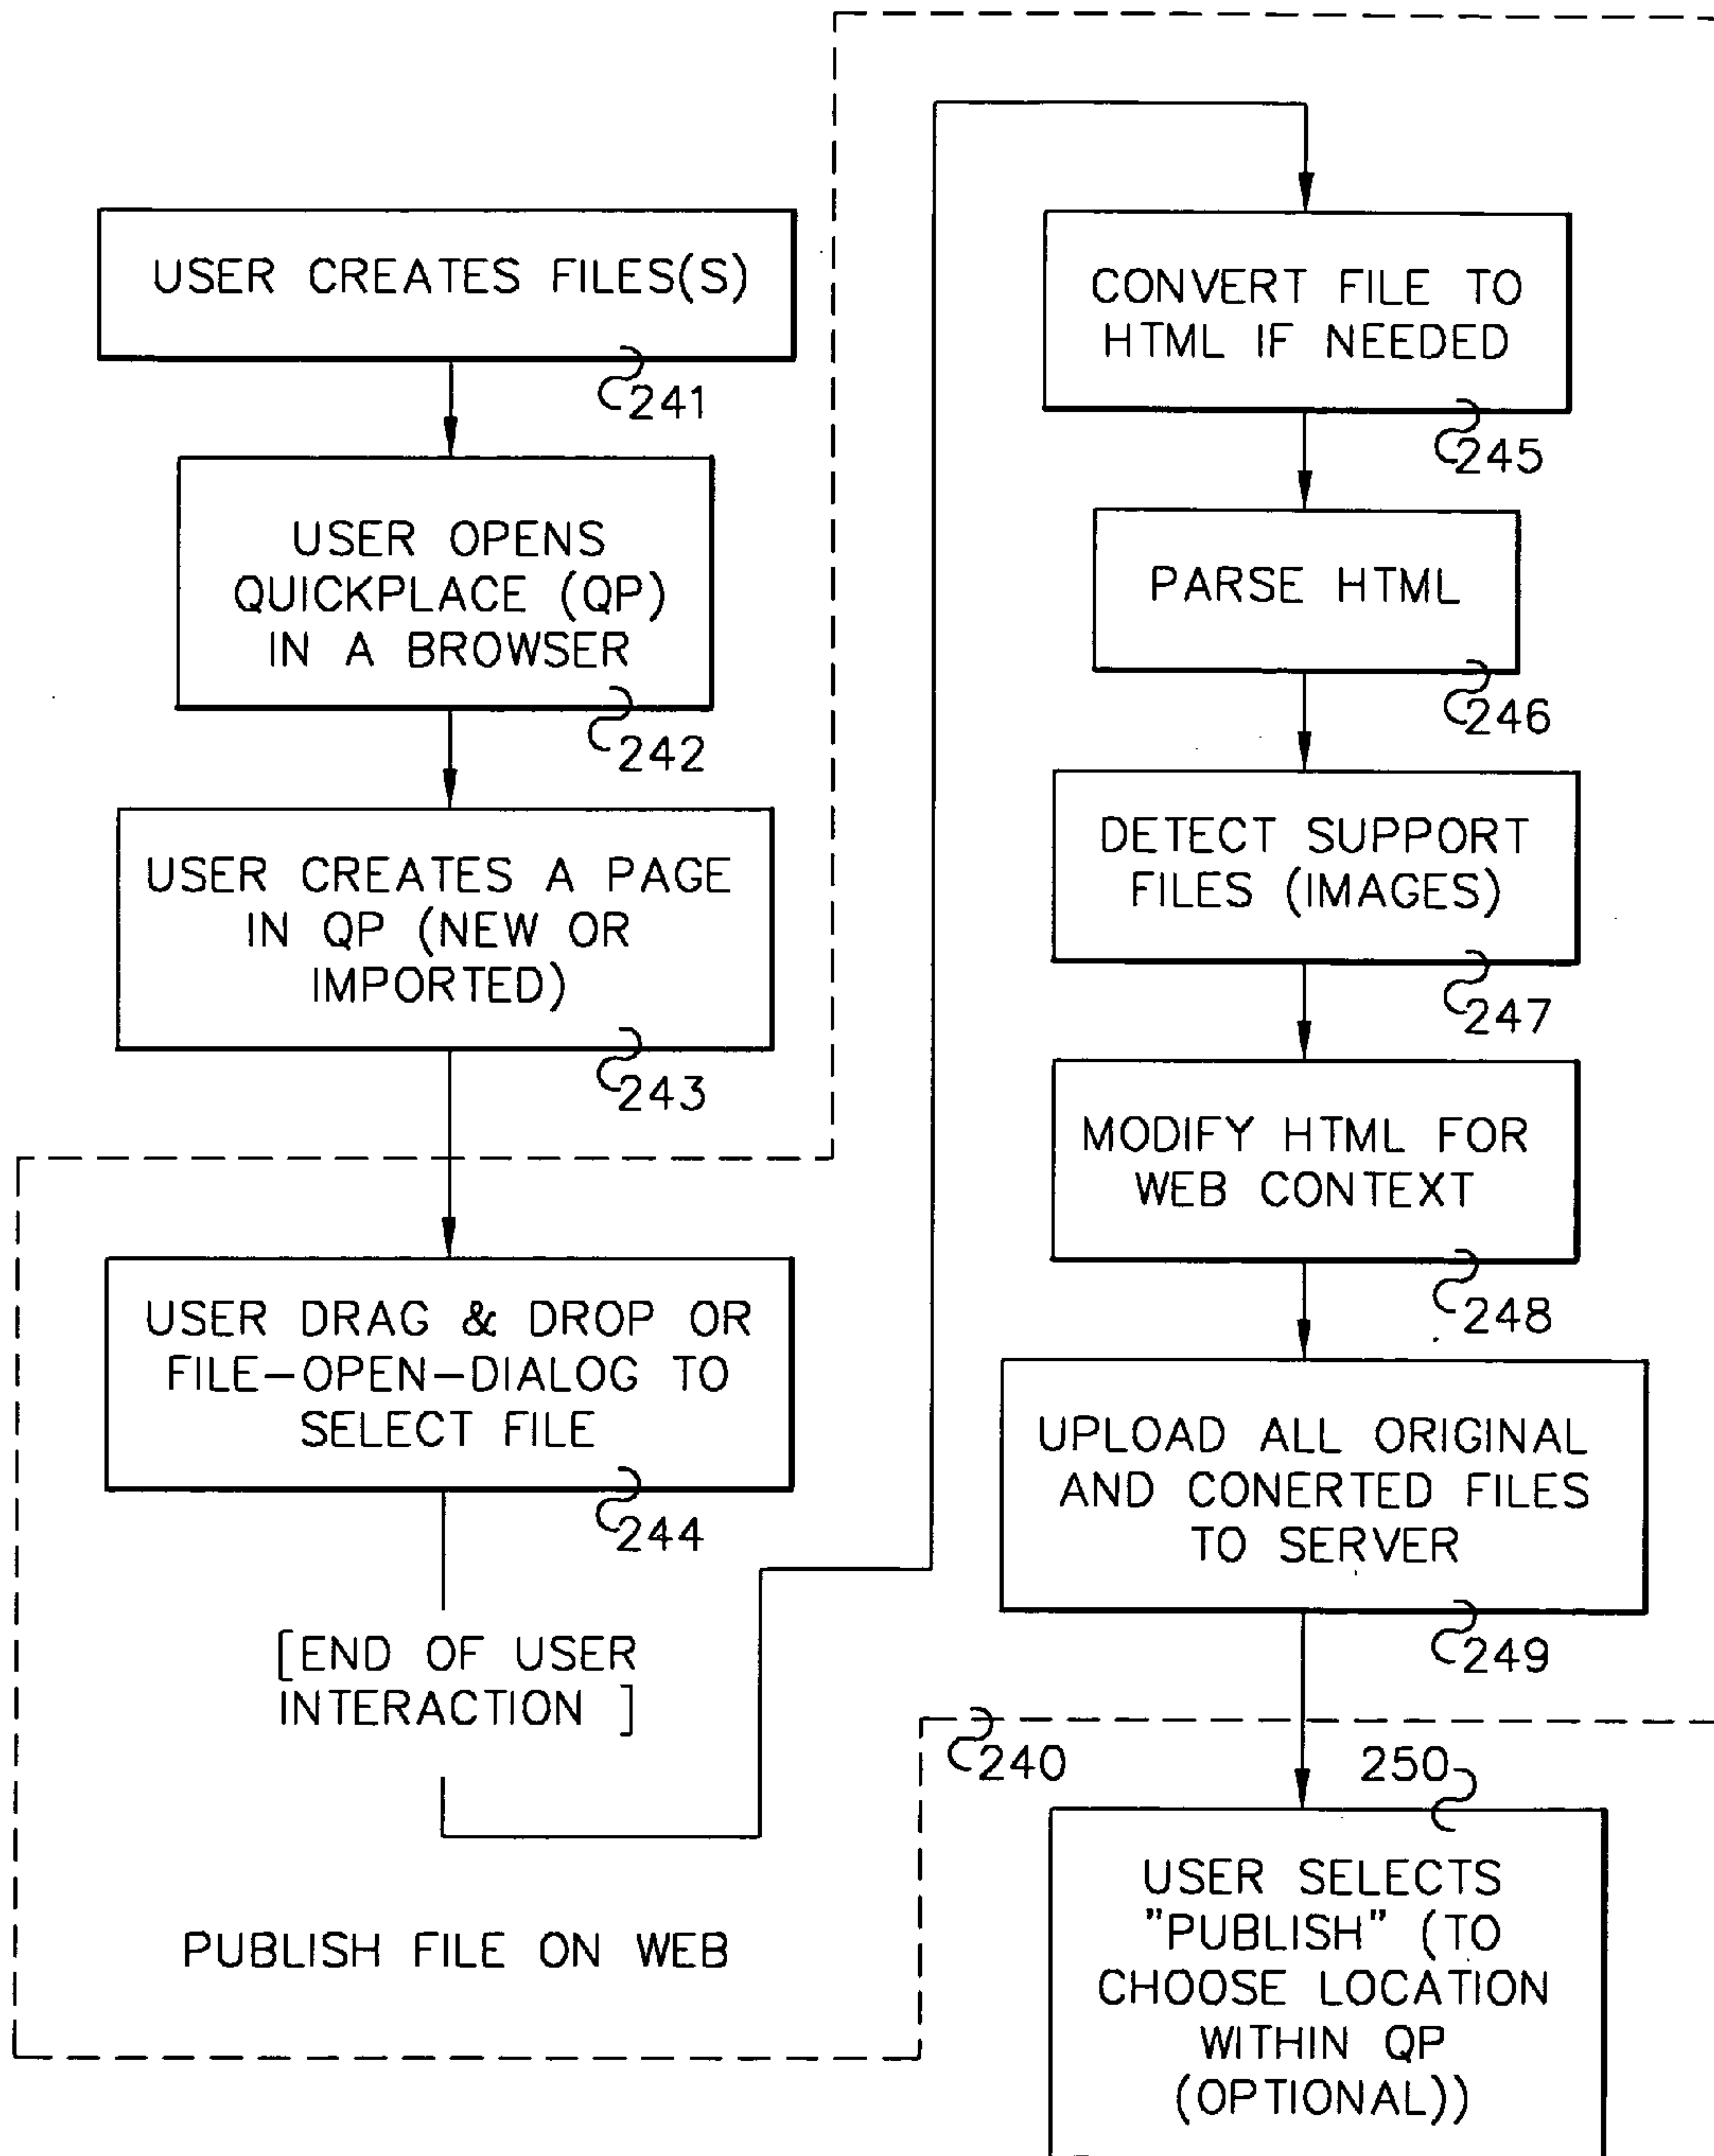 USER CREATES FILES(S)
241
USER OPENS
QUICKPLACE (QP)
IN A BROWSER
242
USER CREATES A PAGE
IN QP (NEW OR
IMPORTED)
243
USER DRAG & DROP OR
FILE-OPEN-DIALOG TO
SELECT FILE
244
[END OF USER
INTERACTION ]
PUBLISH FILE ON WEB
CONVERT FILE TO
HTML IF NEEDED
245
PARSE HTML
246
DETECT SUPPORT
FILES (IMAGES)
247
MODIFY HTML FOR
WEB CONTEXT
248
UPLOAD ALL ORIGINAL
AND CONERTED FILES
TO SERVER
249
240
250
USER SELECTS
"PUBLISH" (TO
CHOOSE LOCATION
WITHIN QP
(OPTIONAL))